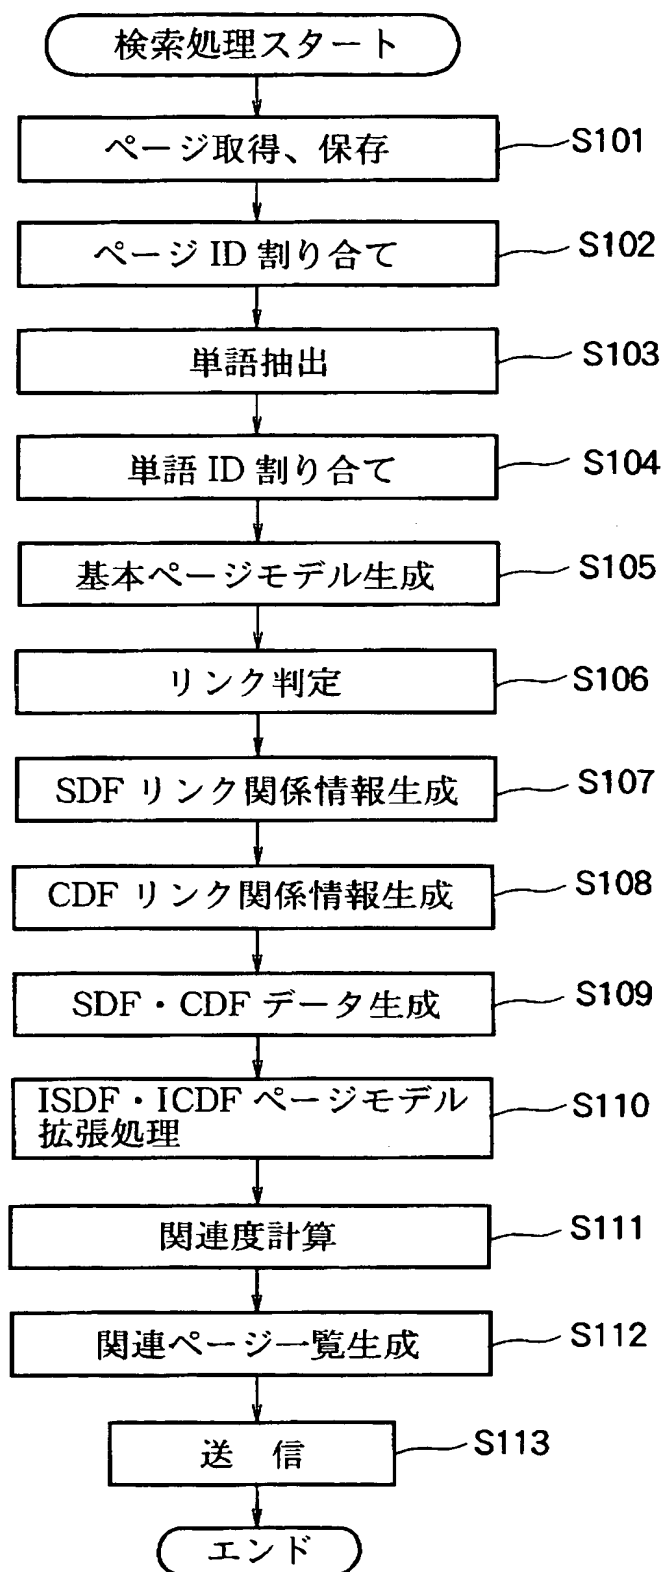 検索処理スタート
ページ取得、保存 S101
ページ ID 割り合て S102
単語抽出 S103
単語 ID 割り合て S104
基本ページモデル生成 S105
リンク判定 S106
SDF リンク関係情報生成 S107
CDF リンク関係情報生成 S108
SDF・CDF データ生成 S109
ISDF・ICDF ページモデル
拡張処理 S110
関連度計算 S111
関連ページ一覧生成 S112
送 信 S113
エンド